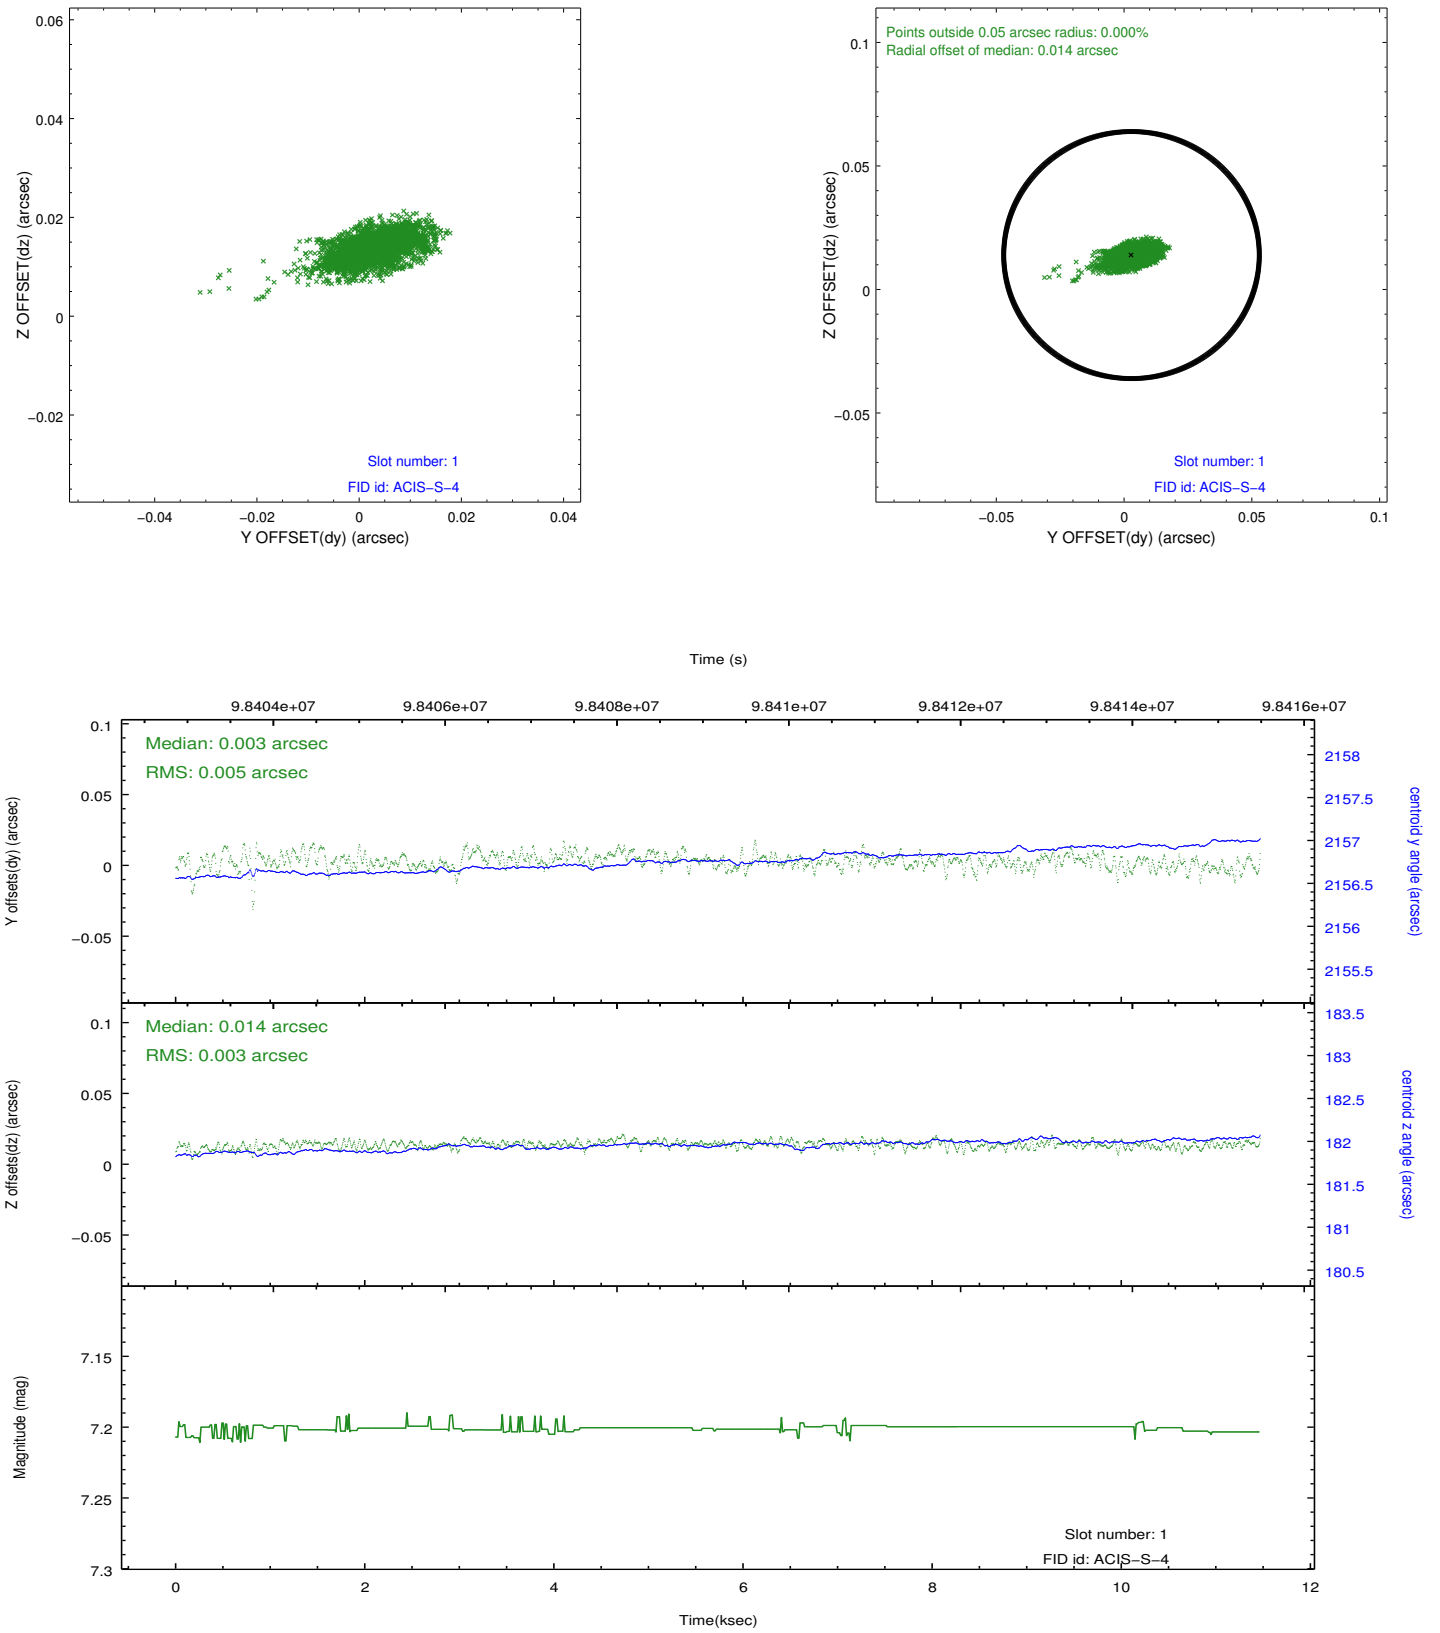 0.06
0.04
0.02
0
−0.02
Z OFFSET(dz) (arcsec)
Slot number: 1
FID id: ACIS−S−4
−0.04 −0.02 0 0.02 0.04
Y OFFSET(dy) (arcsec)
Points outside 0.05 arcsec radius: 0.000%
Radial offset of median: 0.014 arcsec
0.1
0.05
0
−0.05
Z OFFSET(dz) (arcsec)
Slot number: 1
FID id: ACIS−S−4
−0.05 0 0.05 0.1
Y OFFSET(dy) (arcsec)
Time (s)
9.8404e+07 9.8406e+07 9.8408e+07 9.841e+07 9.8412e+07 9.8414e+07 9.8416e+07
Median: 0.003 arcsec
RMS: 0.005 arcsec
0.1
0.05
0
−0.05
Y offsets(dy) (arcsec)
2158
2157.5
2157
2156.5
2156
2155.5
centroid y angle (arcsec)
Median: 0.014 arcsec
RMS: 0.003 arcsec
0.1
0.05
0
−0.05
Z offsets(dz) (arcsec)
183.5
183
182.5
182
181.5
181
180.5
centroid z angle (arcsec)
7.15
7.2
7.25
7.3
Magnitude (mag)
Slot number: 1
FID id: ACIS−S−4
0 2 4 6 8 10 12
Time(ksec)